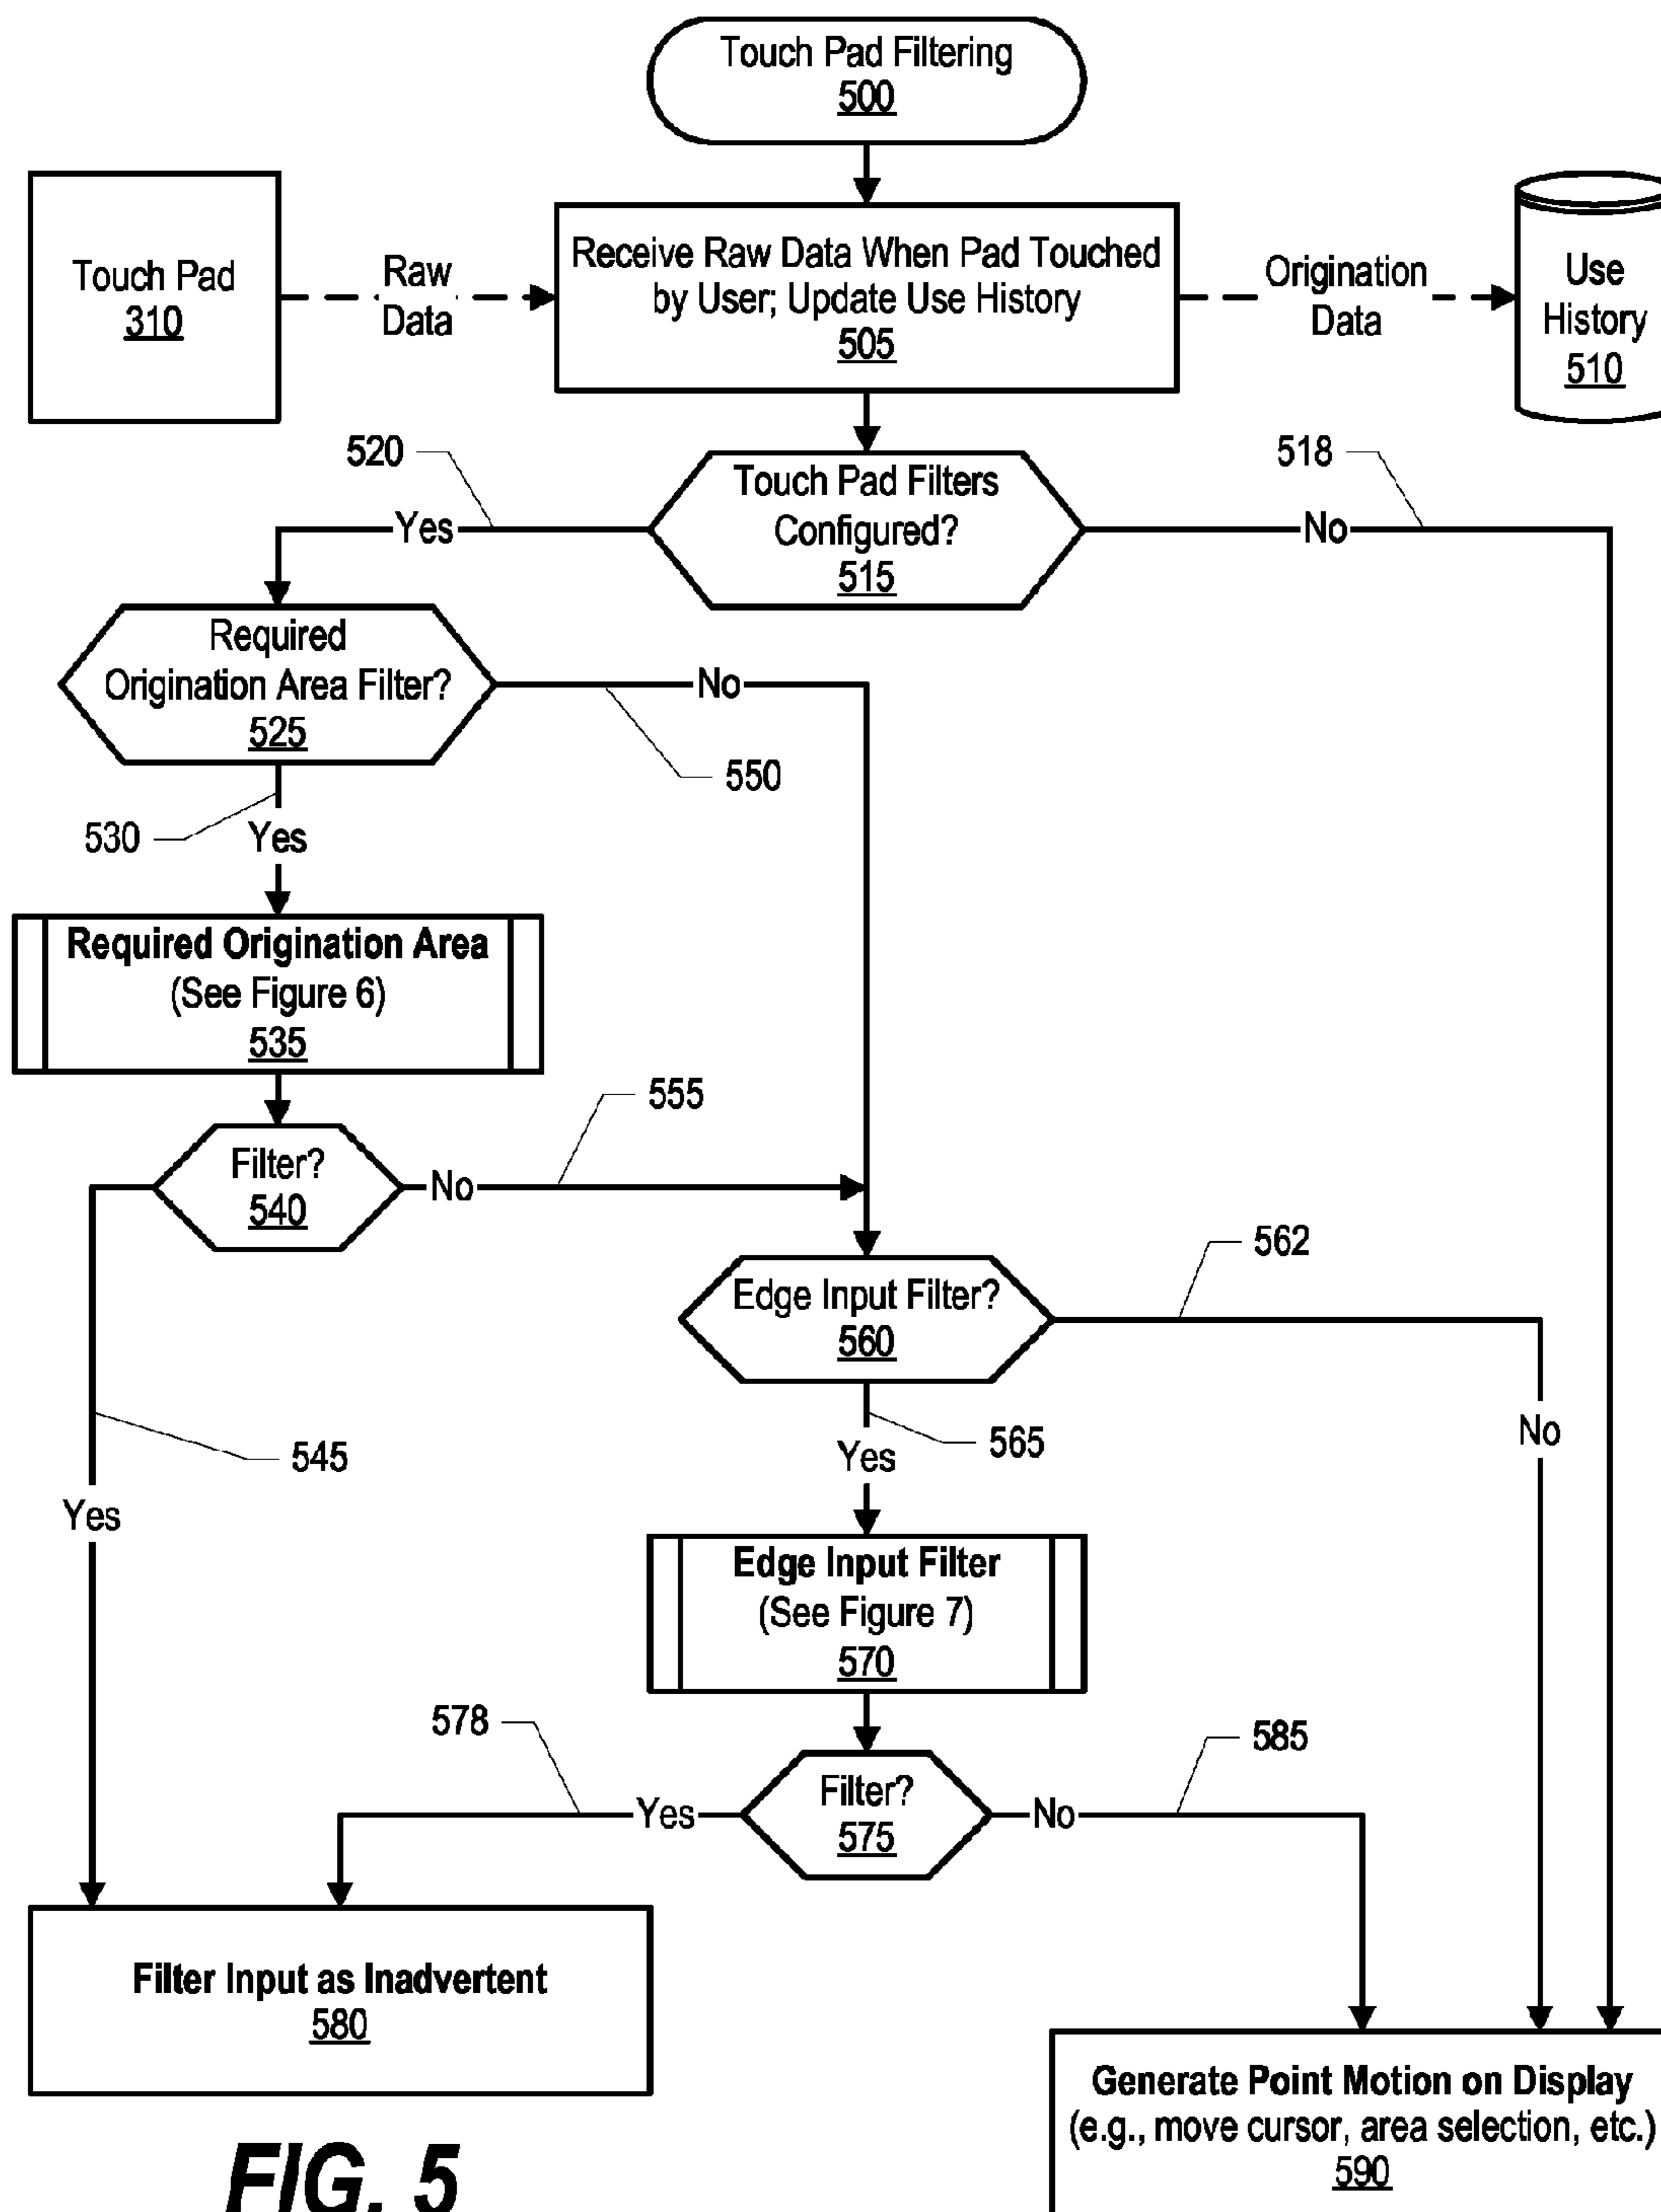 Touch Pad Filtering
500
Touch Pad
310
Raw
Data
Receive Raw Data When Pad Touched
by User; Update Use History
505
Origination
Data
Use
History
510
520
518
Touch Pad Filters
Configured?
515
Yes
No
Required
Origination Area Filter?
525
No
550
530
Yes
Required Origination Area
(See Figure 6)
535
555
Filter?
540
No
562
Edge Input Filter?
560
545
565
No
Yes
Yes
Edge Input Filter
(See Figure 7)
570
578
585
Filter?
575
Yes
No
Filter Input as Inadvertent
580
Generate Point Motion on Display
(e.g., move cursor, area selection, etc.)
590
FIG. 5